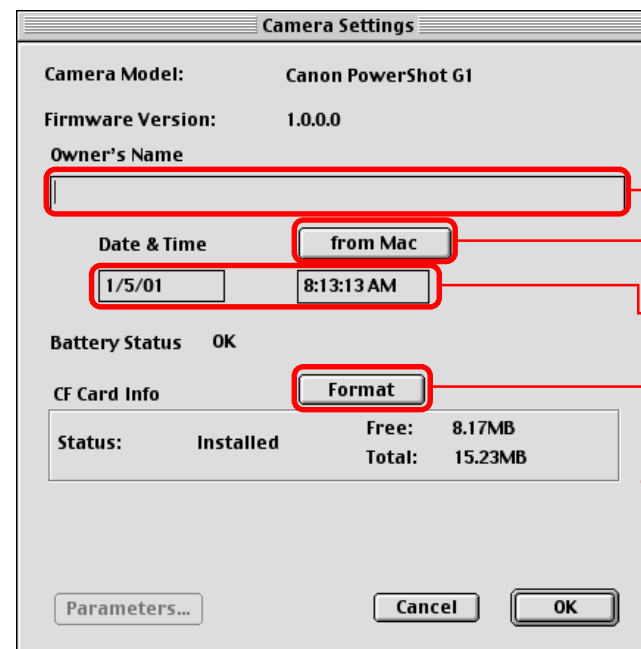 Camera Settings
Camera Model: Canon PowerShot G1
Firmware Version: 1.0.0.0
Owner's Name
Date & Time from Mac
1/5/01 8:13:13 AM
Battery Status OK
CF Card Info Format
Status: Installed Free: 8.17MB
Total: 15.23MB
Parameters... Cancel OK